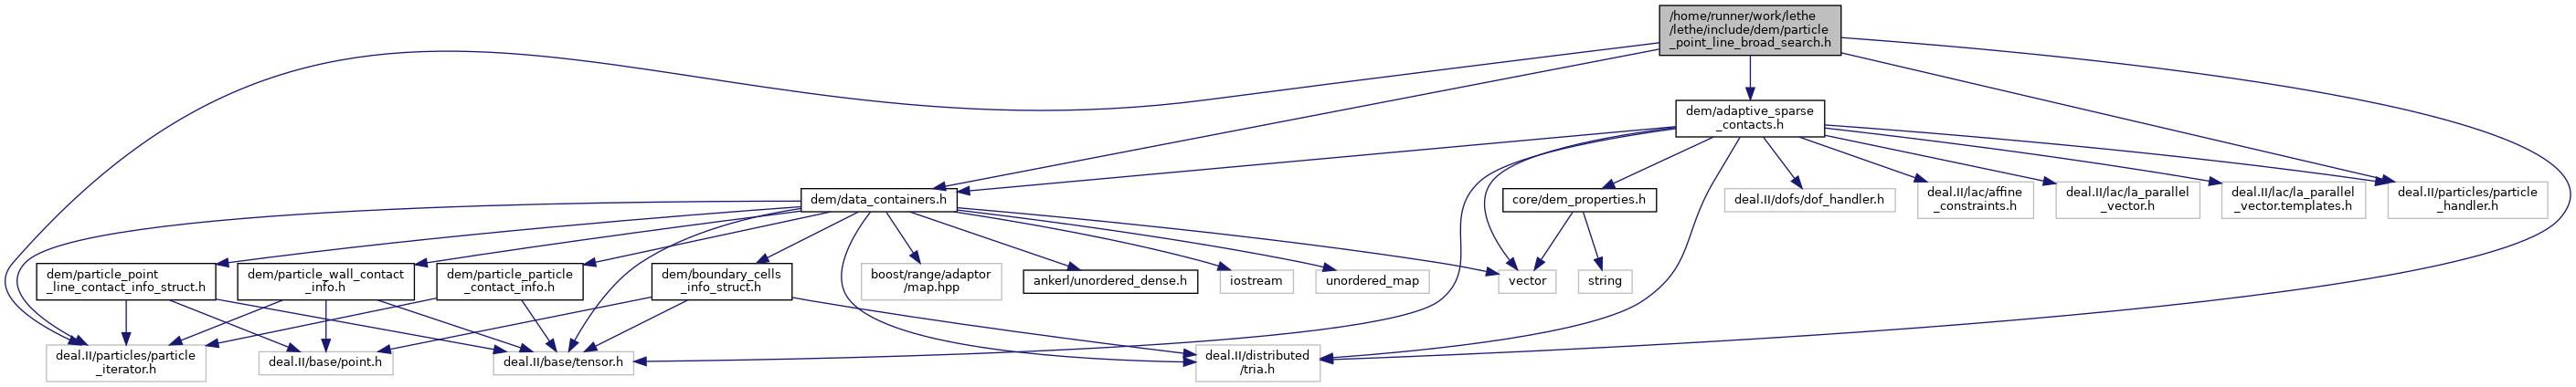 /home/runner/work/lethe
/lethe/include/dem/particle
_point_line_broad_search.h
dem/adaptive_sparse
_contacts.h
dem/data_containers.h
core/dem_properties.h
deal.II/dofs/dof_handler.h
deal.II/lac/affine
_constraints.h
deal.II/lac/la_parallel
_vector.h
deal.II/lac/la_parallel
_vector.templates.h
deal.II/particles/particle
_handler.h
dem/particle_point
_line_contact_info_struct.h
dem/particle_wall_contact
_info.h
dem/particle_particle
_contact_info.h
dem/boundary_cells
_info_struct.h
boost/range/adaptor
/map.hpp
ankerl/unordered_dense.h
iostream
unordered_map
vector
string
deal.II/particles/particle
_iterator.h
deal.II/base/point.h
deal.II/base/tensor.h
deal.II/distributed
/tria.h